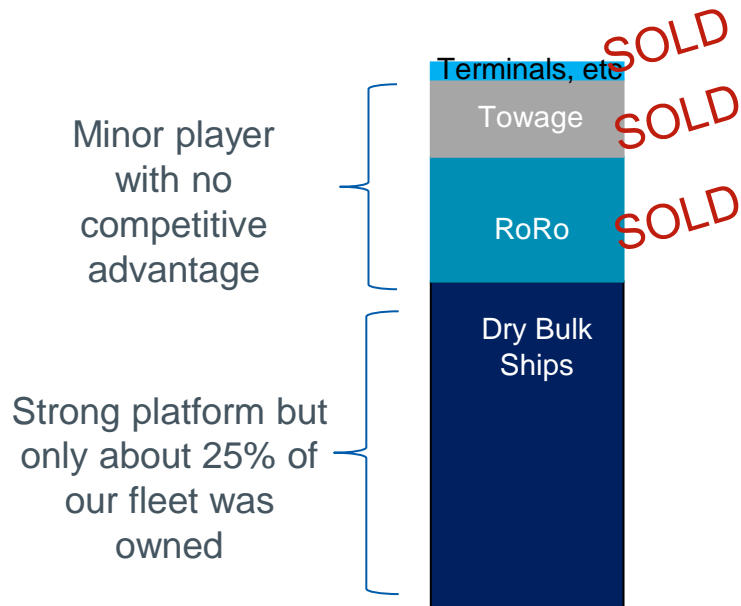 SOLD
Terminals, etc
Towage
SOLD
Minor player
with no
competitive
advantage
RoRo
SOLD
Dry Bulk
Ships
Strong platform but
only about 25% of
our fleet was
owned